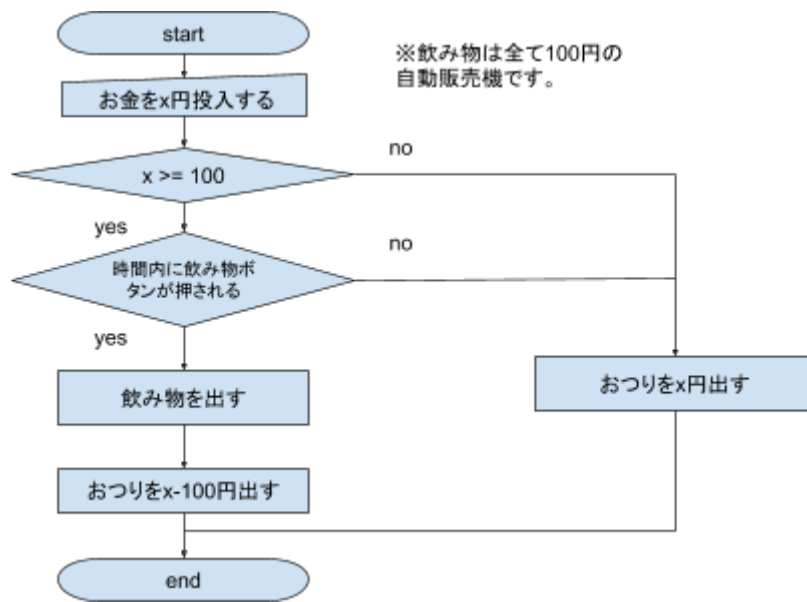 start
※飲み物は全て100円の
自動販売機です。
お金をx円投入する
no
x >= 100
yes
no
時間内に飲み物ボ
タンが押される
yes
飲み物を出す
おつりをx円出す
おつりをx-100円出す
end